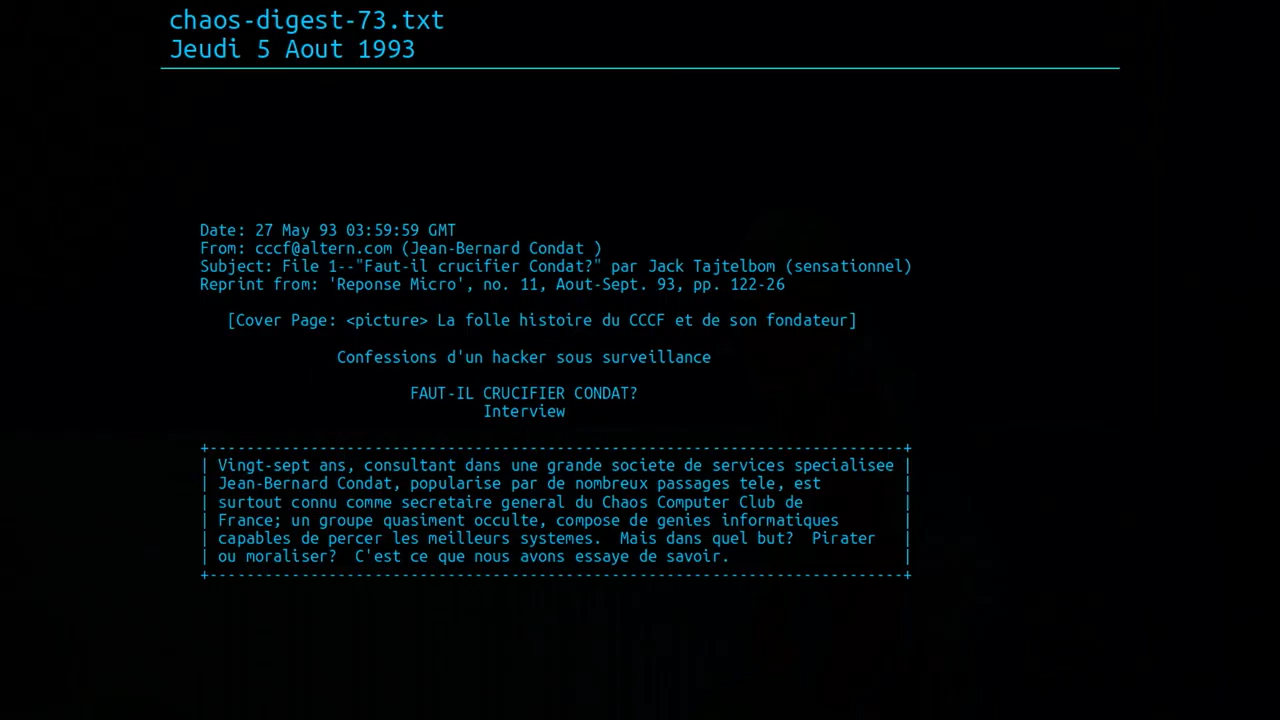 chaos-digest-73.txt
Jeudi 5 Aout 1993
Date: 27 May 93 03:59:59 GMT
From: cccf@altern.com (Jean-Bernard Condat )
Subject: File 1--"Faut-il crucifier Condat?" par Jack Tajtelbom (sensationnel)
Reprint from: 'Reponse Micro', no. 11, Aout-Sept. 93, pp. 122-26
[Cover Page: <picture> La folle histoire du CCCF et de son fondateur]
Confessions d'un hacker sous surveillance
FAUT-IL CRUCIFIER CONDAT?
Interview
+----------------------------------------------------------------------------+
| Vingt-sept ans, consultant dans une grande societe de services specialisee |
| Jean-Bernard Condat, popularise par de nombreux passages tele, est |
| surtout connu comme secretaire general du Chaos Computer Club de |
| France; un groupe quasiment occulte, compose de genies informatiques |
| capables de percer les meilleurs systemes.  Mais dans quel but?  Pirater |
| ou moraliser?  C'est ce que nous avons essaye de savoir. |
+----------------------------------------------------------------------------+